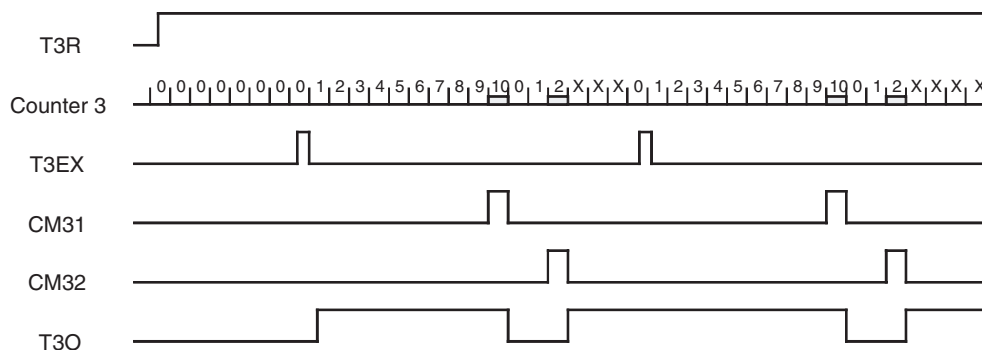 T3R
0 0 0 0 0 0 0 0 1 2 3 4 5 6 7 8 9 10 0 1 2 X X X 0 1 2 3 4 5 6 7 8 9 10 0 1 2 X X X X
Counter 3
T3EX
CM31
CM32
T3O